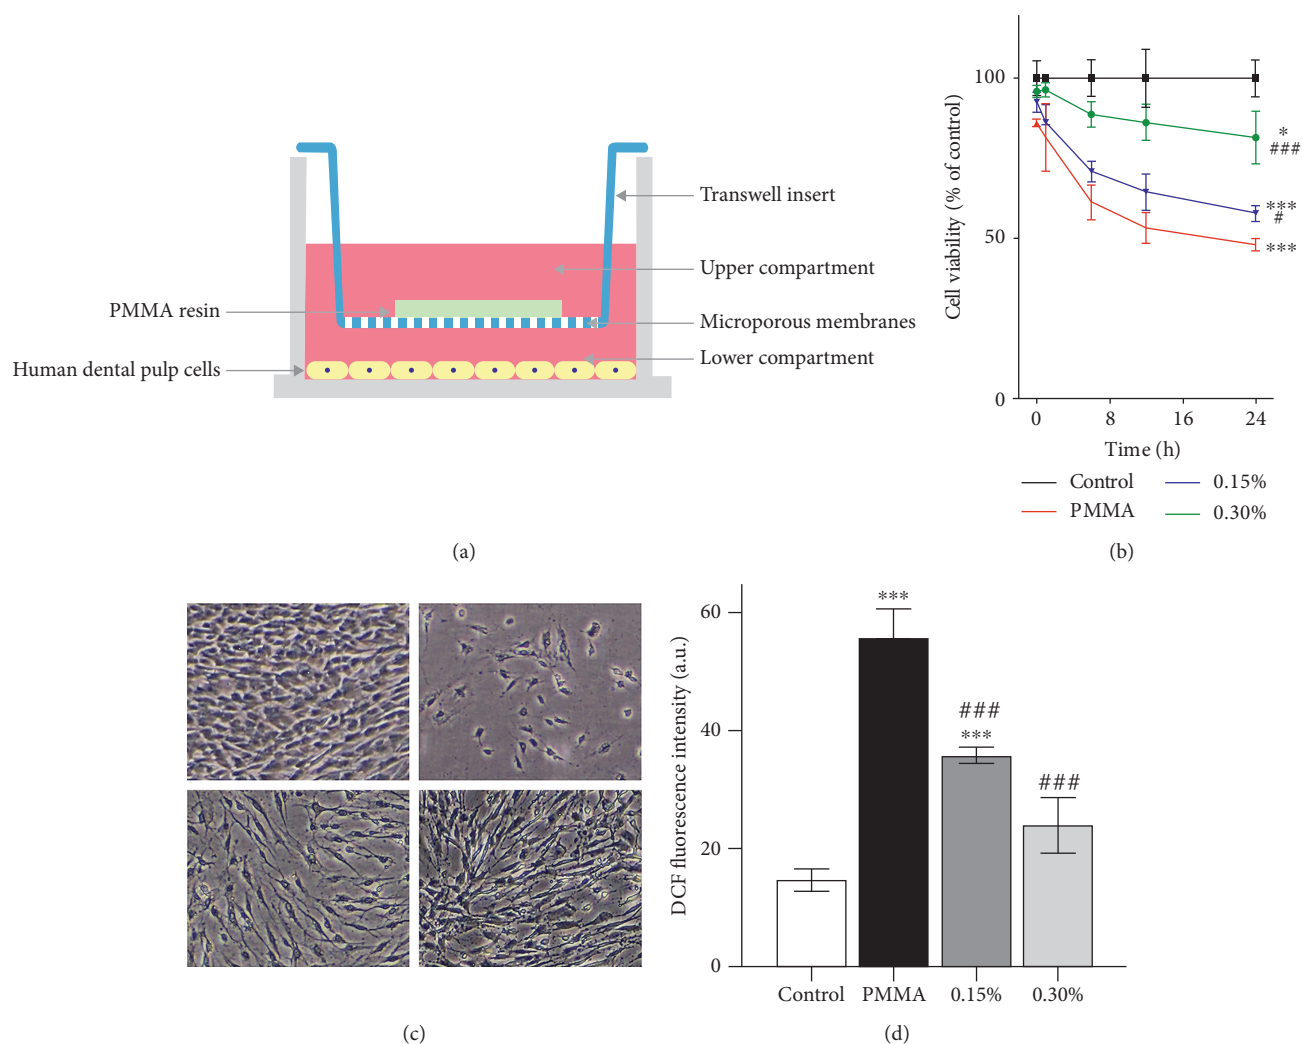 Transwell insert
Upper compartment
PMMA resin
Microporous membranes
Lower compartment
Human dental pulp cells
(a)
Cell viability (% of control)
100
50
0
0 8 16 24
Time (h)
*
###
***
#
***
Control 0.15%
PMMA 0.30%
(b)
(c)
DCF fluorescence intensity (a.u.)
60
40
20
0
***
###
***
###
Control PMMA 0.15% 0.30%
(d)